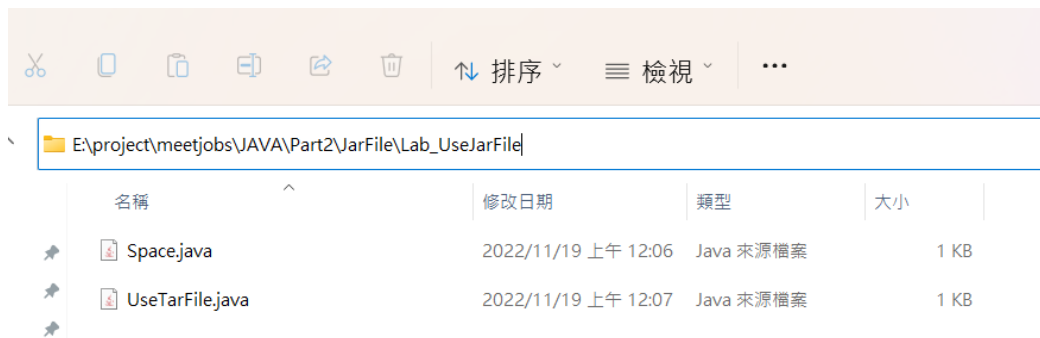 排序 檢視 ...
E:\project\meetjobs\JAVA\Part2\JarFile\Lab_UseJarFile
名稱 修改日期 類型 大小
Space.java 2022/11/19 上午 12:06 Java 來源檔案 1 KB
UseTarFile.java 2022/11/19 上午 12:07 Java 來源檔案 1 KB